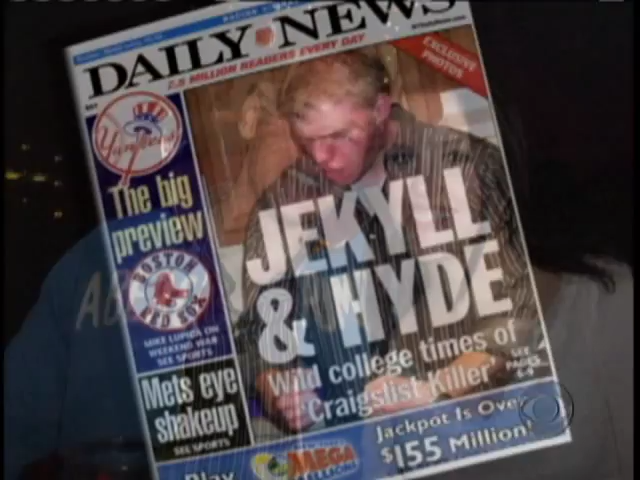 DAILY NEWS
2.5 MILLION READERS EVERY DAY
EXCLUSIVE PHOTOS
Yankees
The big
preview
BOSTON
RED SOX
MIKE LUPICA ON
WEEKEND WAR
SEE SPORTS
Mets eye
shakeup
SEE SPORTS
JEKYLL
& HYDE
Wild college times of
'Craigslist Killer'
SEE
PAGES
Play
MEGA
MILLIONS
Jackpot Is Over
$155 Million!